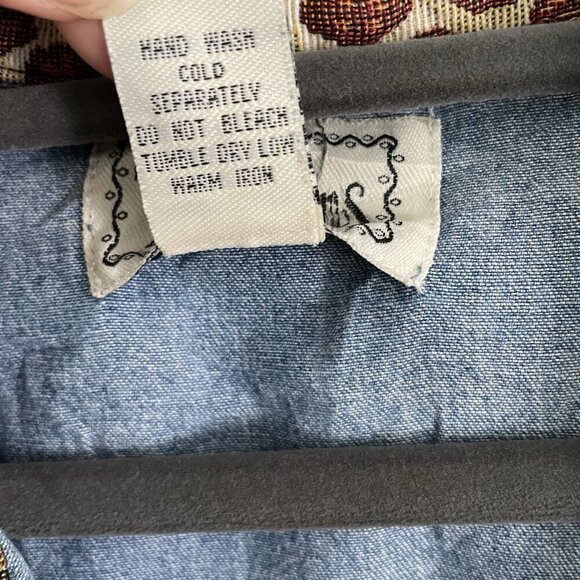 HAND WASH
COLD
SEPARATELY
DO NOT BLEACH
TUMBLE DRY LOW
WARM IRON